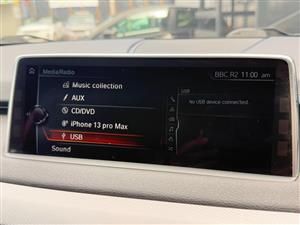 Media/Radio
BBC R2 11:00 am
Music collection
AUX
CD/DVD
iPhone 13 pro Max
USB
Sound
USB
No USB device connected.